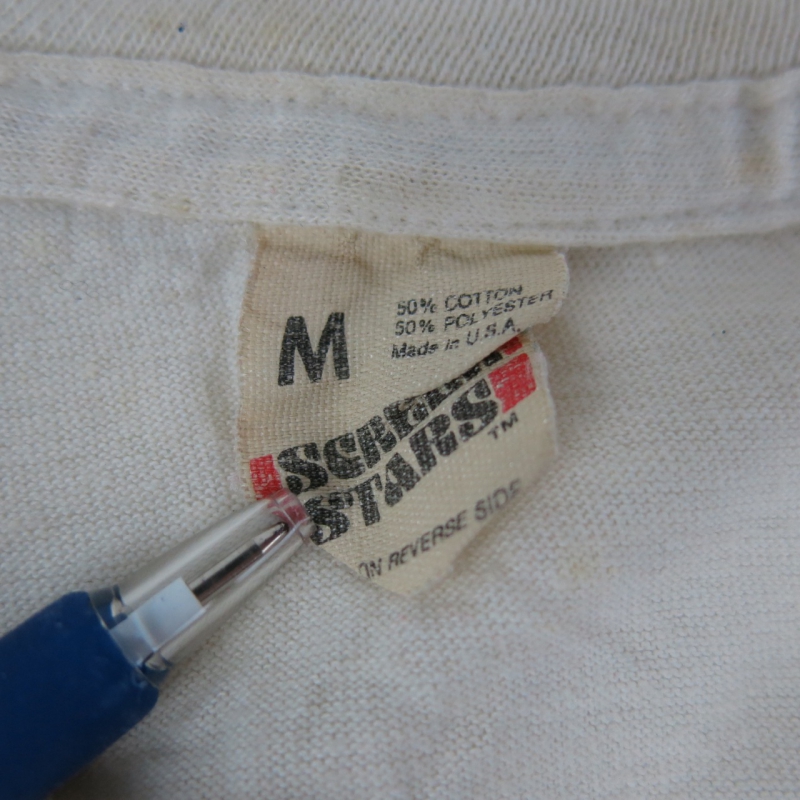 M
50% COTTON
50% POLYESTER
Made in U.S.A.
SCREEN
STARS
TM
ON REVERSE SIDE